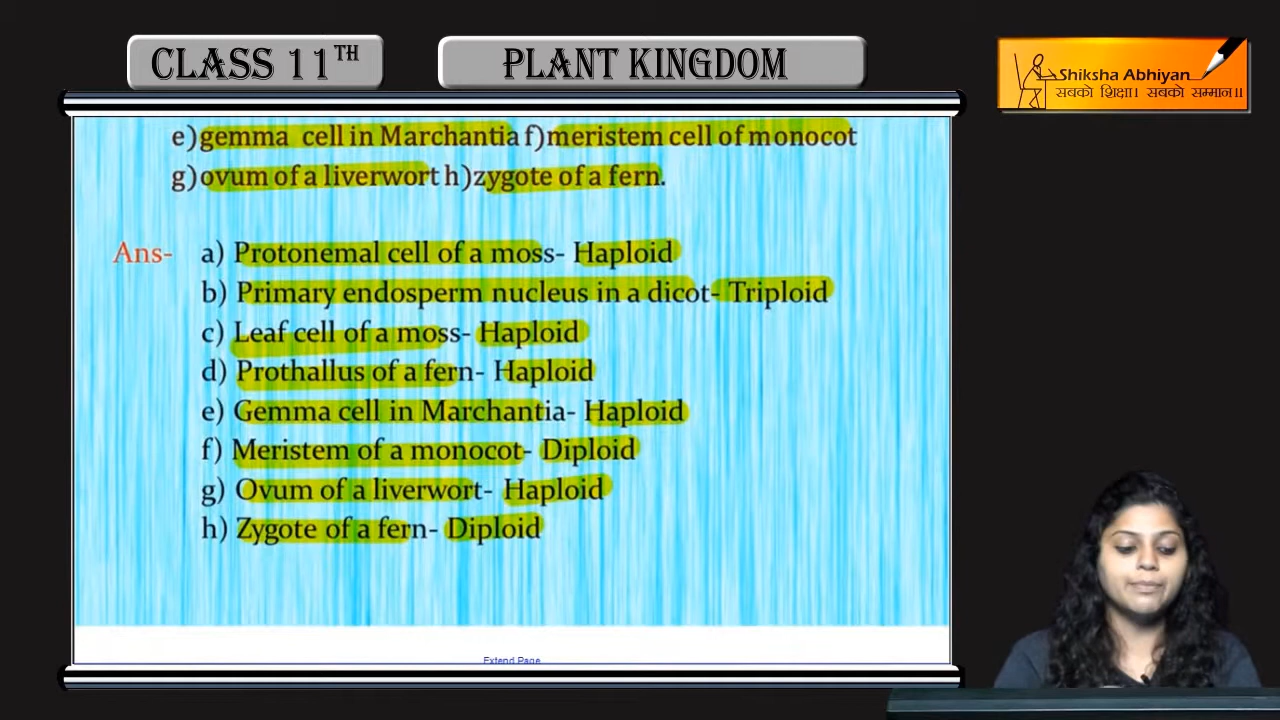 CLASS 11TH
PLANT KINGDOM
Shiksha Abhiyan
सबको शिक्षा। सबको सम्मान।।
e)gemma cell in Marchantia f)meristem cell of monocot
g)ovum of a liverwort h)zygote of a fern.
Ans- a) Protonemal cell of a moss- Haploid
b) Primary endosperm nucleus in a dicot- Triploid
c) Leaf cell of a moss- Haploid
d) Prothallus of a fern- Haploid
e) Gemma cell in Marchantia- Haploid
f) Meristem of a monocot- Diploid
g) Ovum of a liverwort- Haploid
h) Zygote of a fern- Diploid
Extend Page